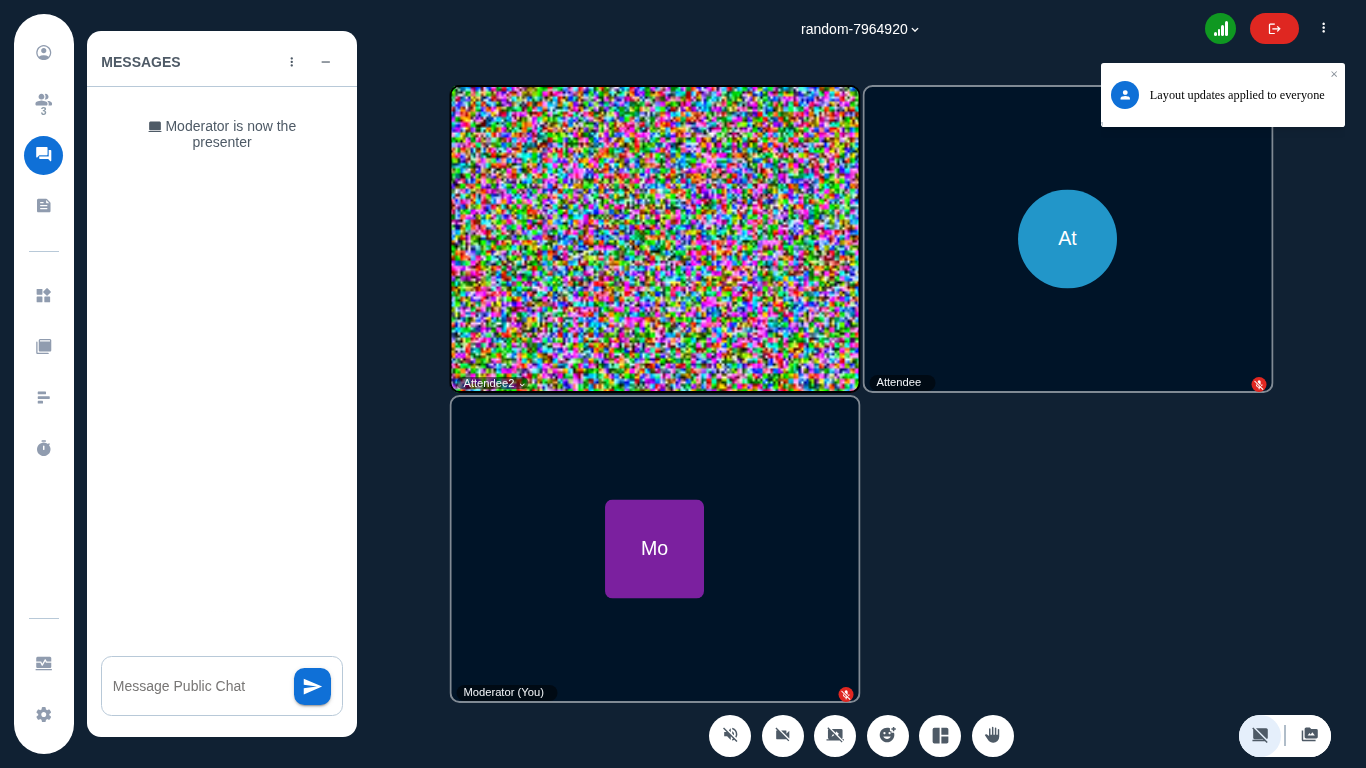 random-7964920
MESSAGES
3
Moderator is now the
presenter
Layout updates applied to everyone
At
Attendee2
Attendee
Mo
Moderator (You)
Message Public Chat